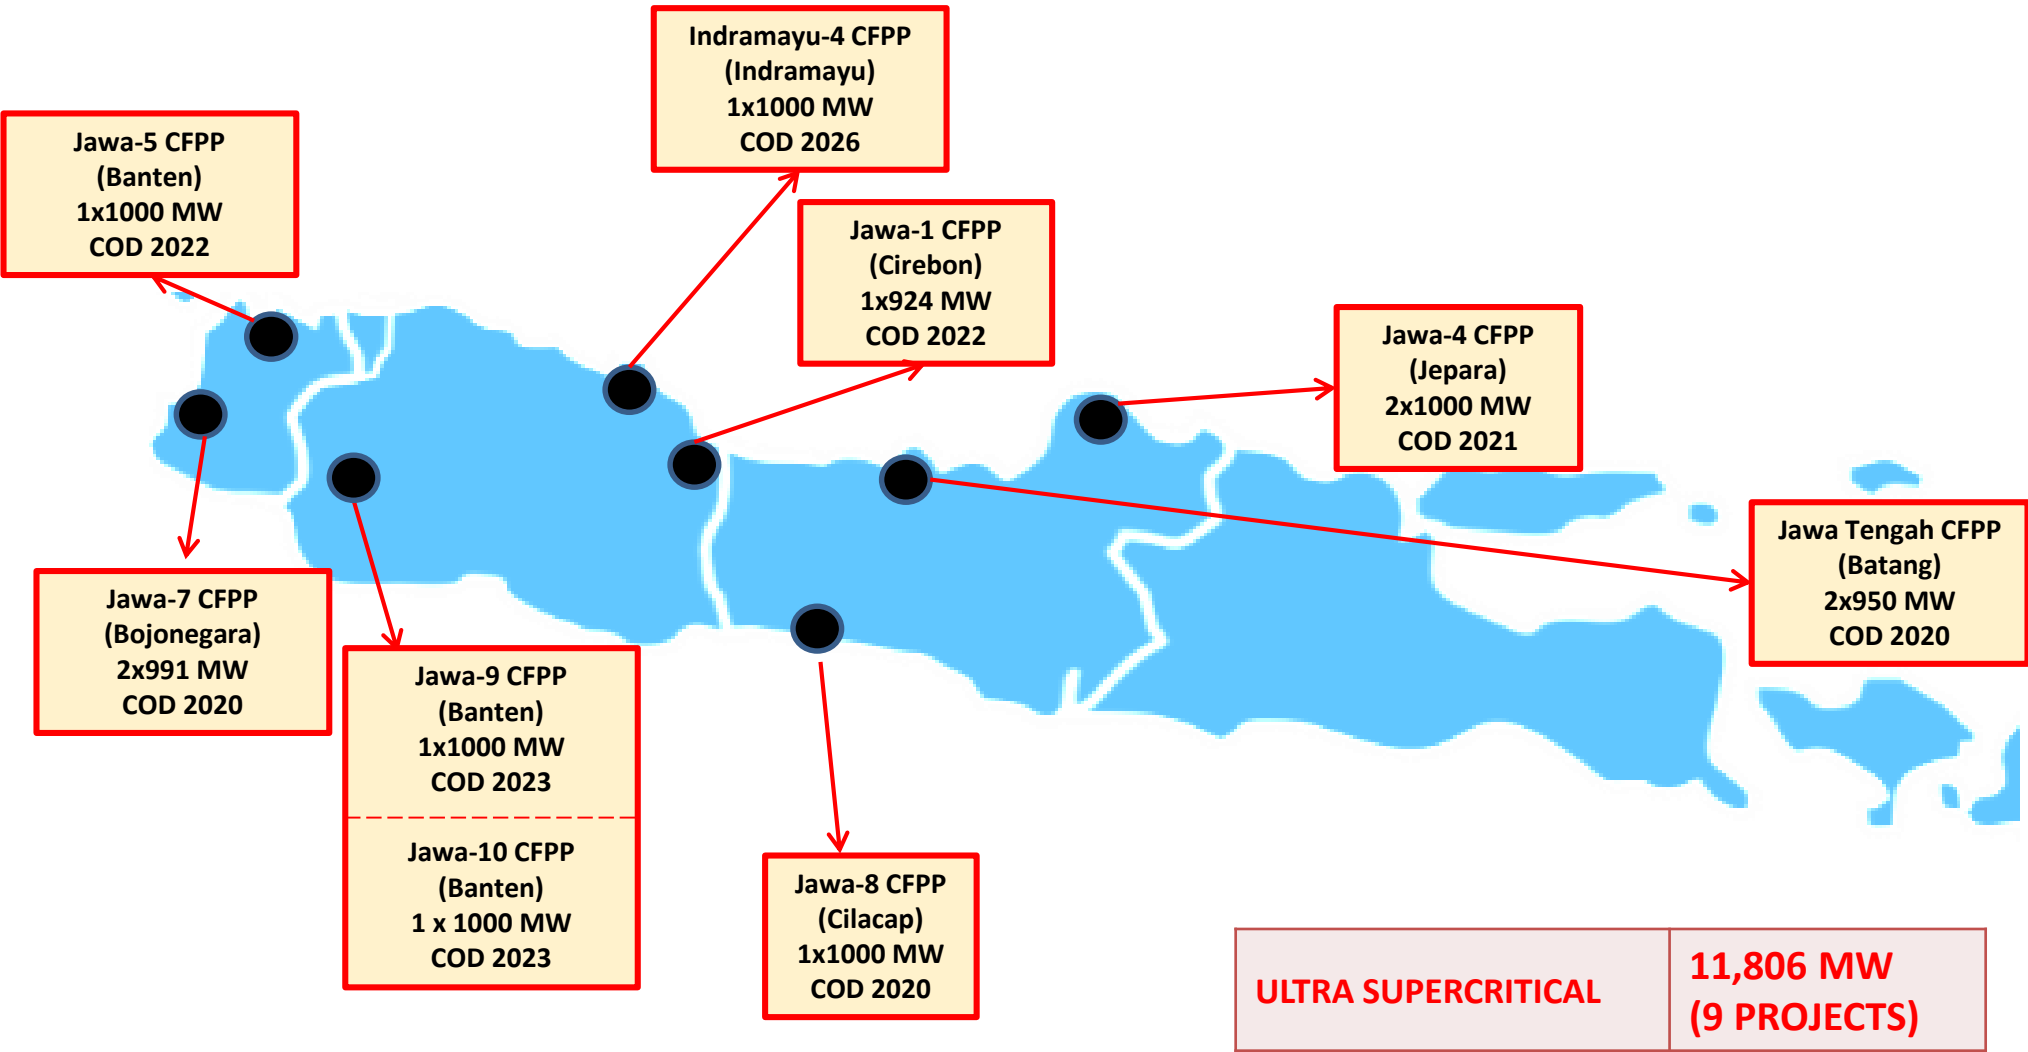 Indramayu-4 CFPP
(Indramayu)
1x1000 MW
COD 2026
Jawa-5 CFPP
(Banten)
1x1000 MW
COD 2022
Jawa-1 CFPP
(Cirebon)
1x924 MW
COD 2022
Jawa-4 CFPP
(Jepara)
2x1000 MW
COD 2021
Jawa Tengah CFPP
(Batang)
2x950 MW
COD 2020
Jawa-7 CFPP
(Bojonegara)
2x991 MW
COD 2020
Jawa-9 CFPP
(Banten)
1x1000 MW
COD 2023
Jawa-10 CFPP
(Banten)
1 x 1000 MW
COD 2023
Jawa-8 CFPP
(Cilacap)
1x1000 MW
COD 2020
ULTRA SUPERCRITICAL
11,806 MW
(9 PROJECTS)